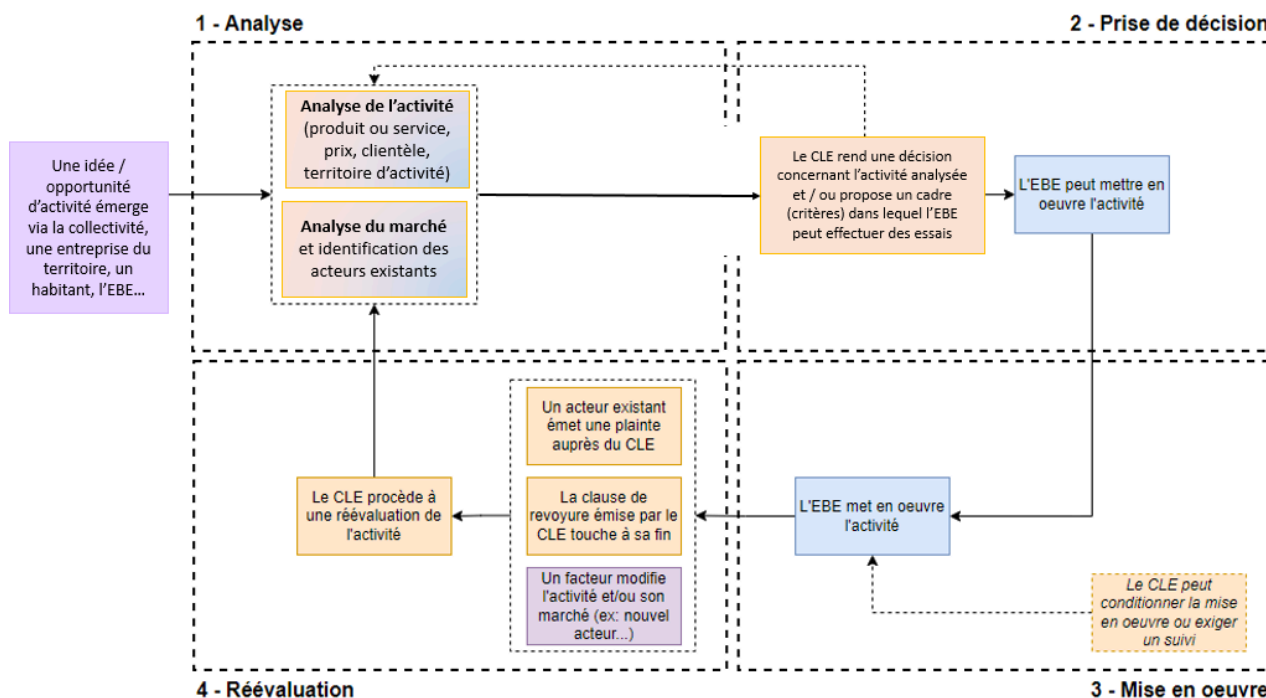 1 - Analyse
2 - Prise de décision
Une idée /
opportunité
d'activité émerge
via la collectivité,
une entreprise du
territoire, un
habitant, l'EBE...
Analyse de l'activité
(produit ou service,
prix, clientèle,
territoire d'activité)
Analyse du marché
et identification des
acteurs existants
Le CLE rend une décision
concernant l'activité analysée
et / ou propose un cadre
(critères) dans lequel l'EBE
peut effectuer des essais
L'EBE peut mettre en
oeuvre l'activité
Un acteur existant
émet une plainte
auprès du CLE
Le CLE procède à
une réévaluation de
l'activité
La clause de
revoyure émise par le
CLE touche à sa fin
Un facteur modifie
l'activité et/ou son
marché (ex: nouvel
acteur...)
L'EBE met en oeuvre
l'activité
Le CLE peut
conditionner la mise
en oeuvre ou exiger
un suivi
4 - Réévaluation
3 - Mise en oeuvre